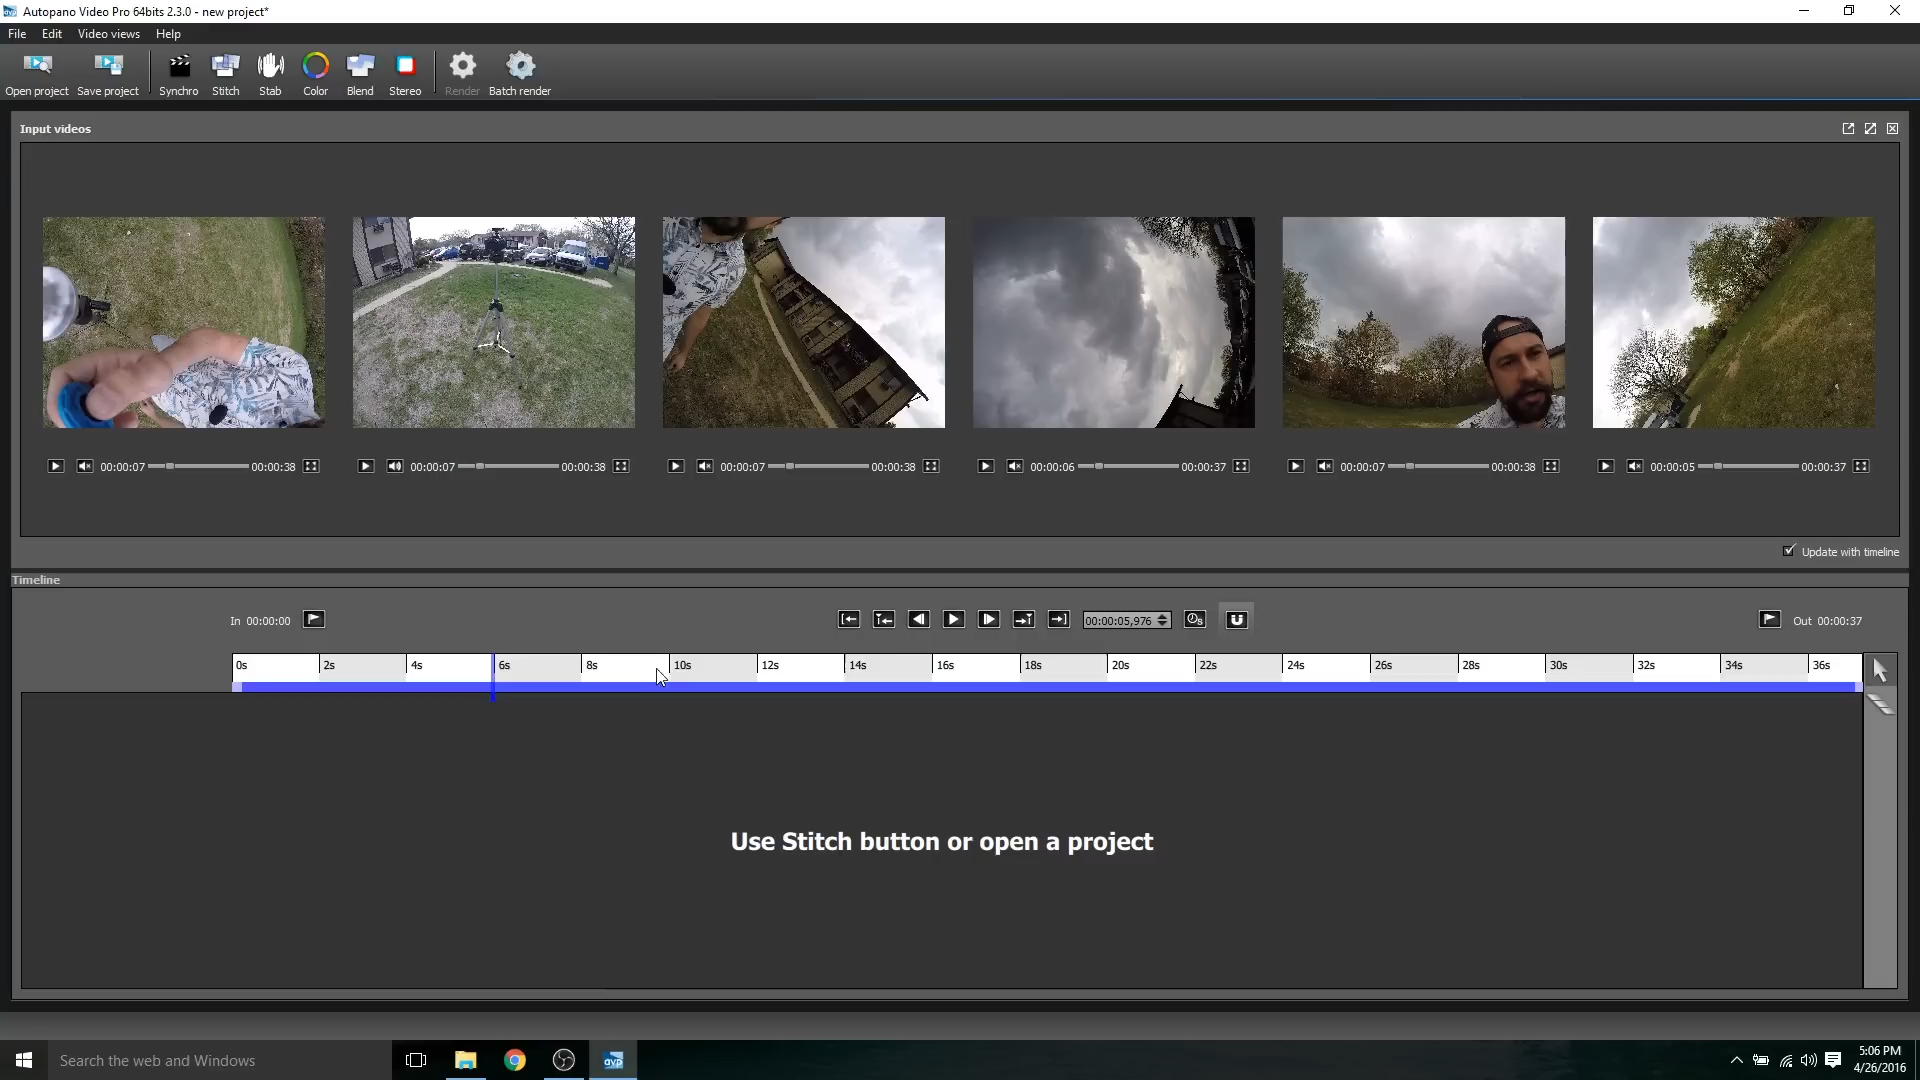 Autopano Video Pro 64bits 2.3.0 - new project*
File Edit Video views Help
Open project Save project Synchro Stitch Stab Color Blend Stereo Render Batch render
Input videos
00:00:07 00:00:38 00:00:07 00:00:38 00:00:07 00:00:38 00:00:06 00:00:37 00:00:07 00:00:38 00:00:05 00:00:37
Update with timeline
Timeline
In 00:00:00 00:00:05,976 Out 00:00:37
0s 2s 4s 6s 8s 10s 12s 14s 16s 18s 20s 22s 24s 26s 28s 30s 32s 34s 36s
Use Stitch button or open a project
Search the web and Windows
avp
5:06 PM
4/26/2016